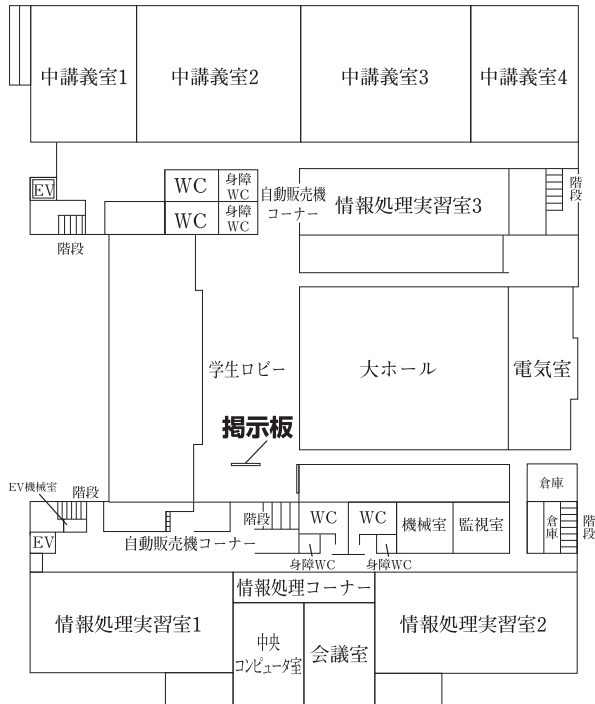 中講義室1
中講義室2
中講義室3
中講義室4
EV
WC
身障
WC
WC
身障
WC
自動販売機
コーナー
情報処理実習室3
階段
階段
学生ロビー
大ホール
電気室
掲示板
EV機械室
階段
倉庫
階段
WC
WC
機械室
監視室
倉庫
階段
EV
自動販売機コーナー
身障WC
身障WC
情報処理コーナー
情報処理実習室1
情報処理実習室2
中央
コンピュータ室
会議室